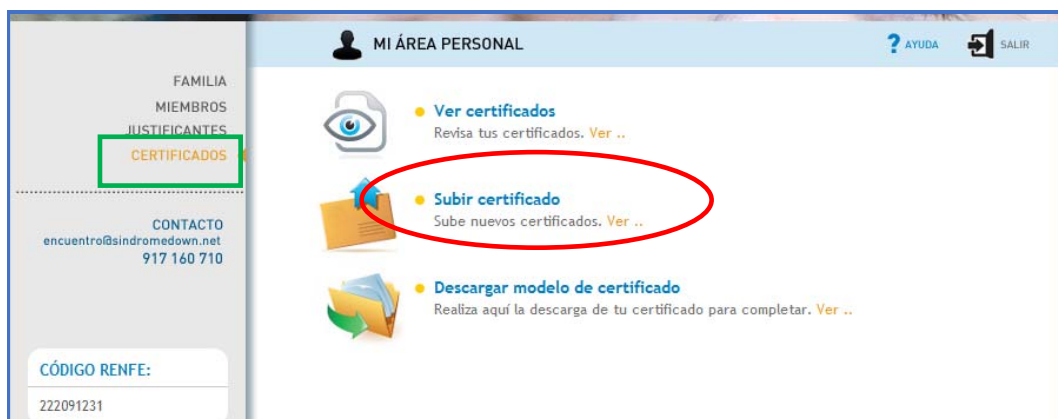 MI ÁREA PERSONAL
? AYUDA
SALIR
FAMILIA
MIEMBROS
JUSTIFICANTES
CERTIFICADOS
CONTACTO
encuentro@sindromedown.net
917 160 710
CÓDIGO RENFE:
222091231
Ver certificados
Revisa tus certificados. Ver ..
Subir certificado
Sube nuevos certificados. Ver ..
Descargar modelo de certificado
Realiza aquí la descarga de tu certificado para completar. Ver ..